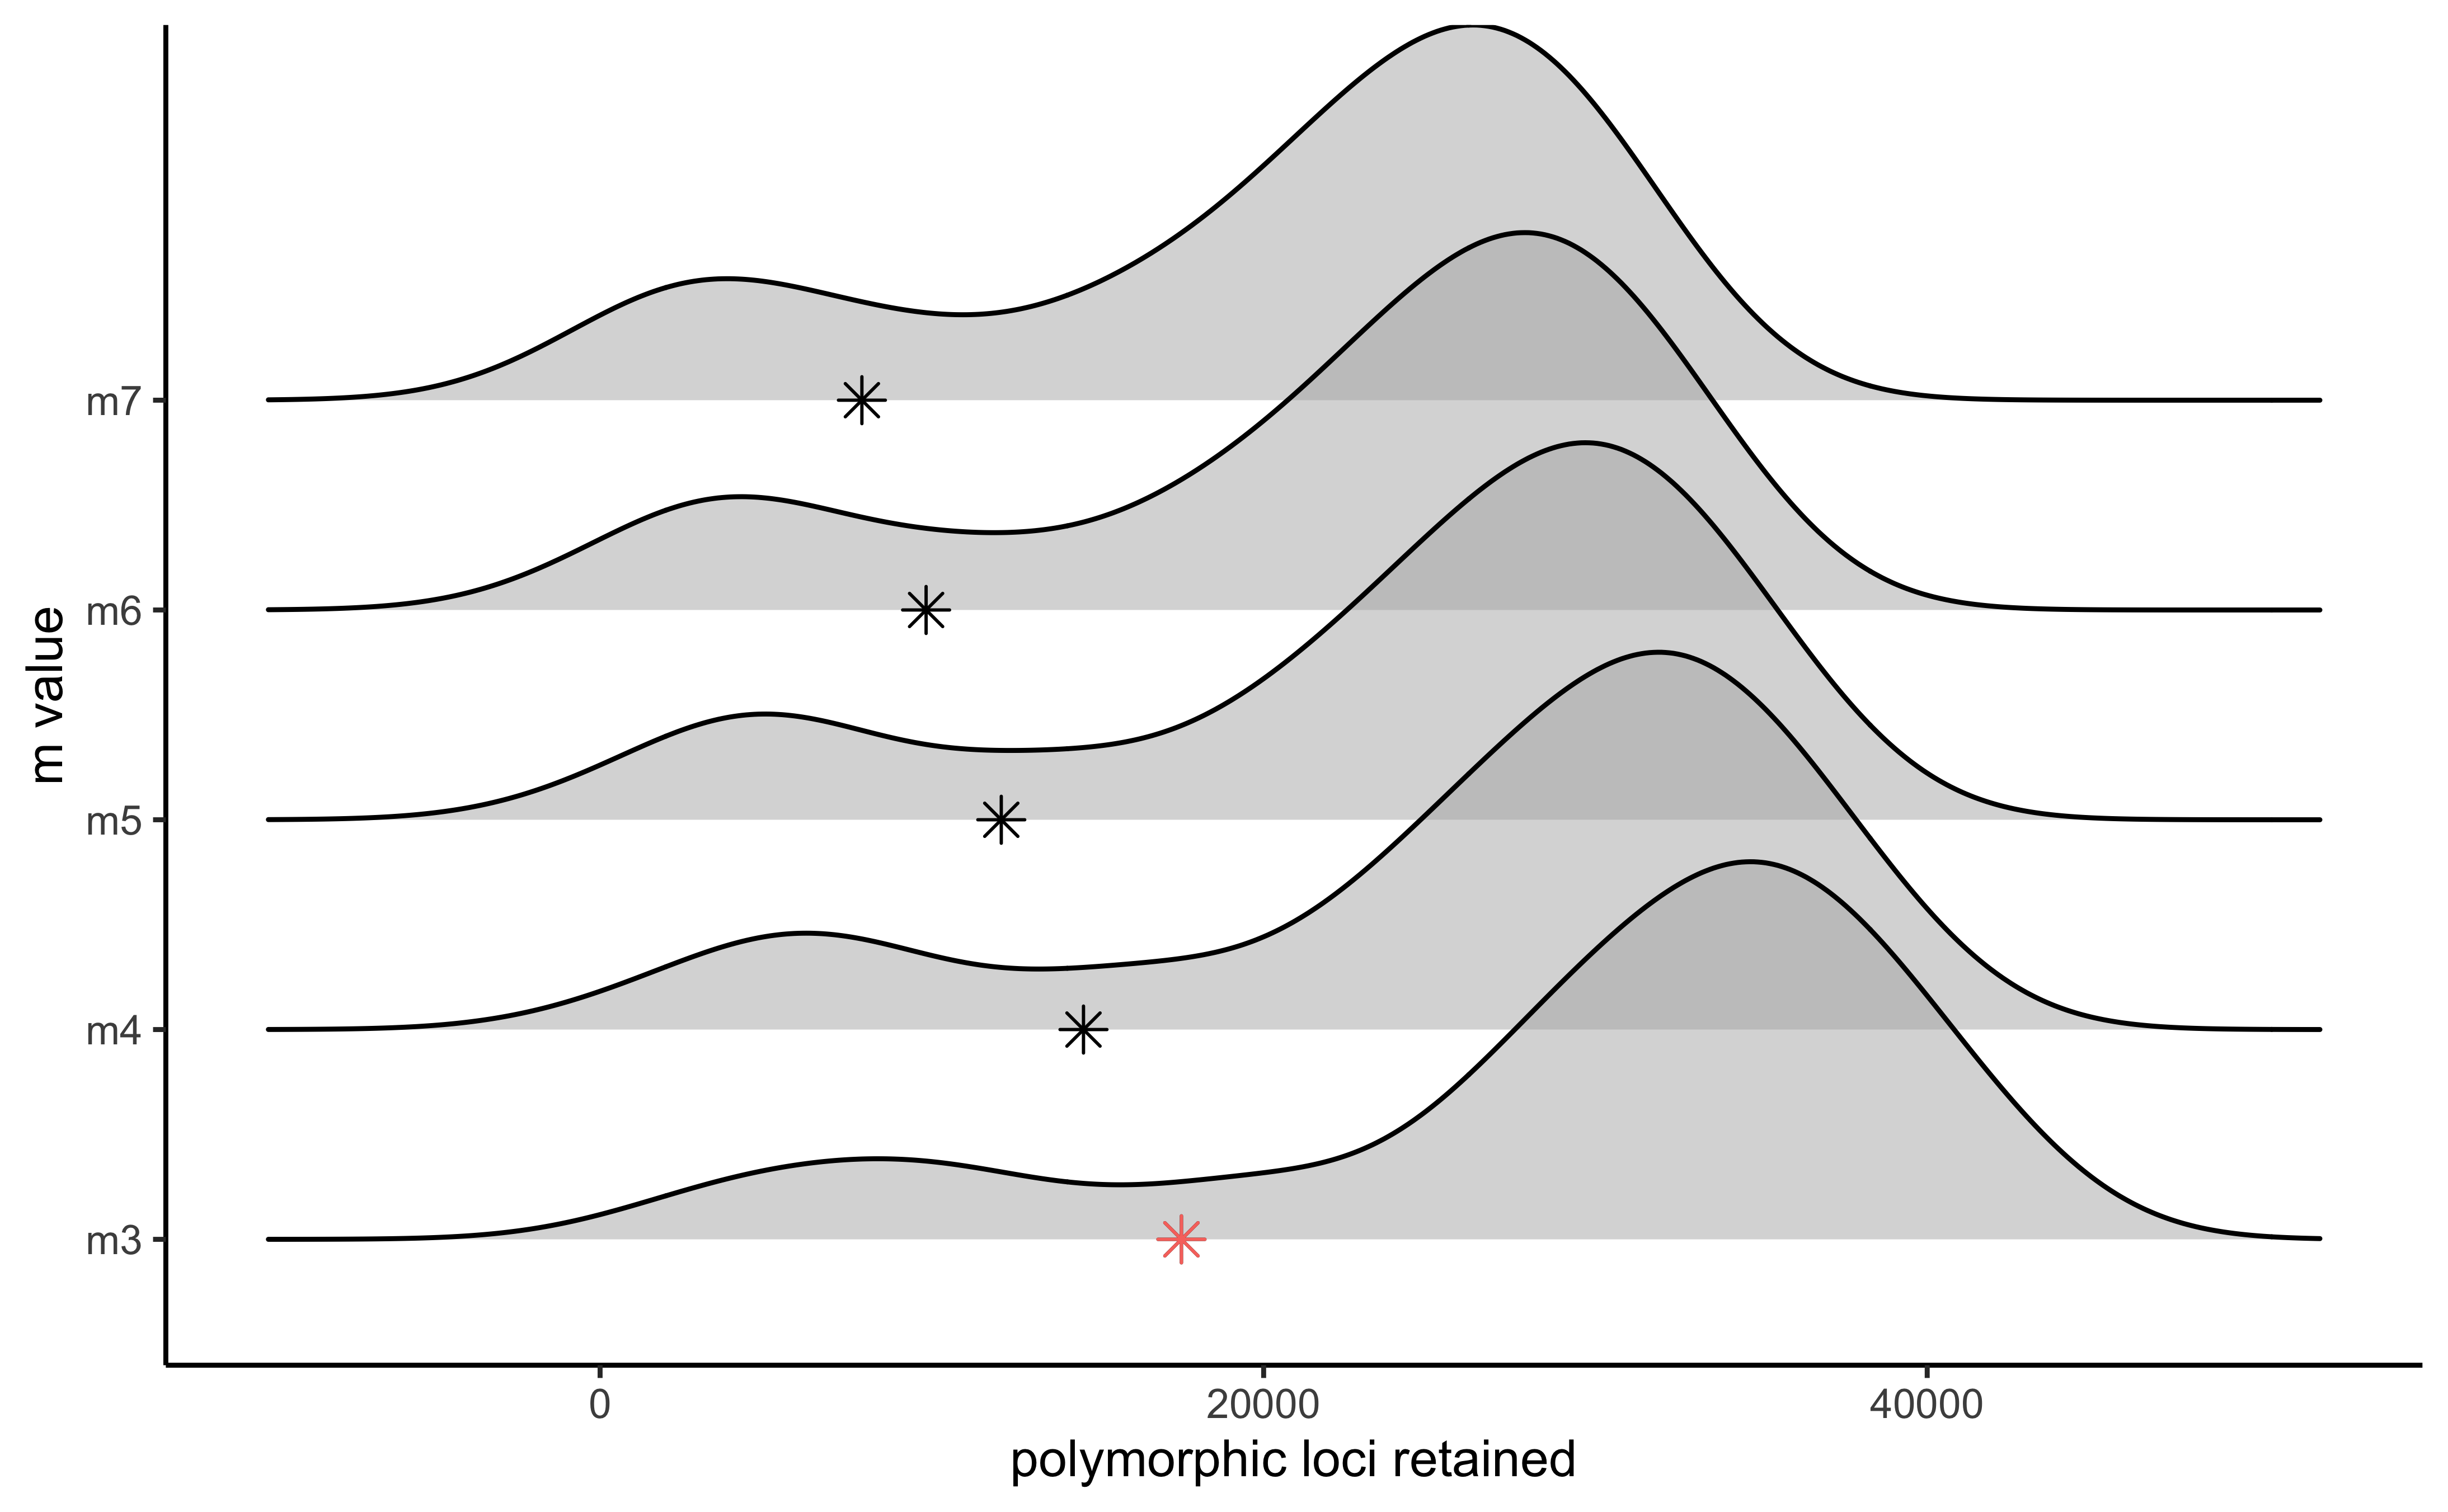 m value
m7
m6
m5
m4
m3
0 20000 40000
polymorphic loci retained